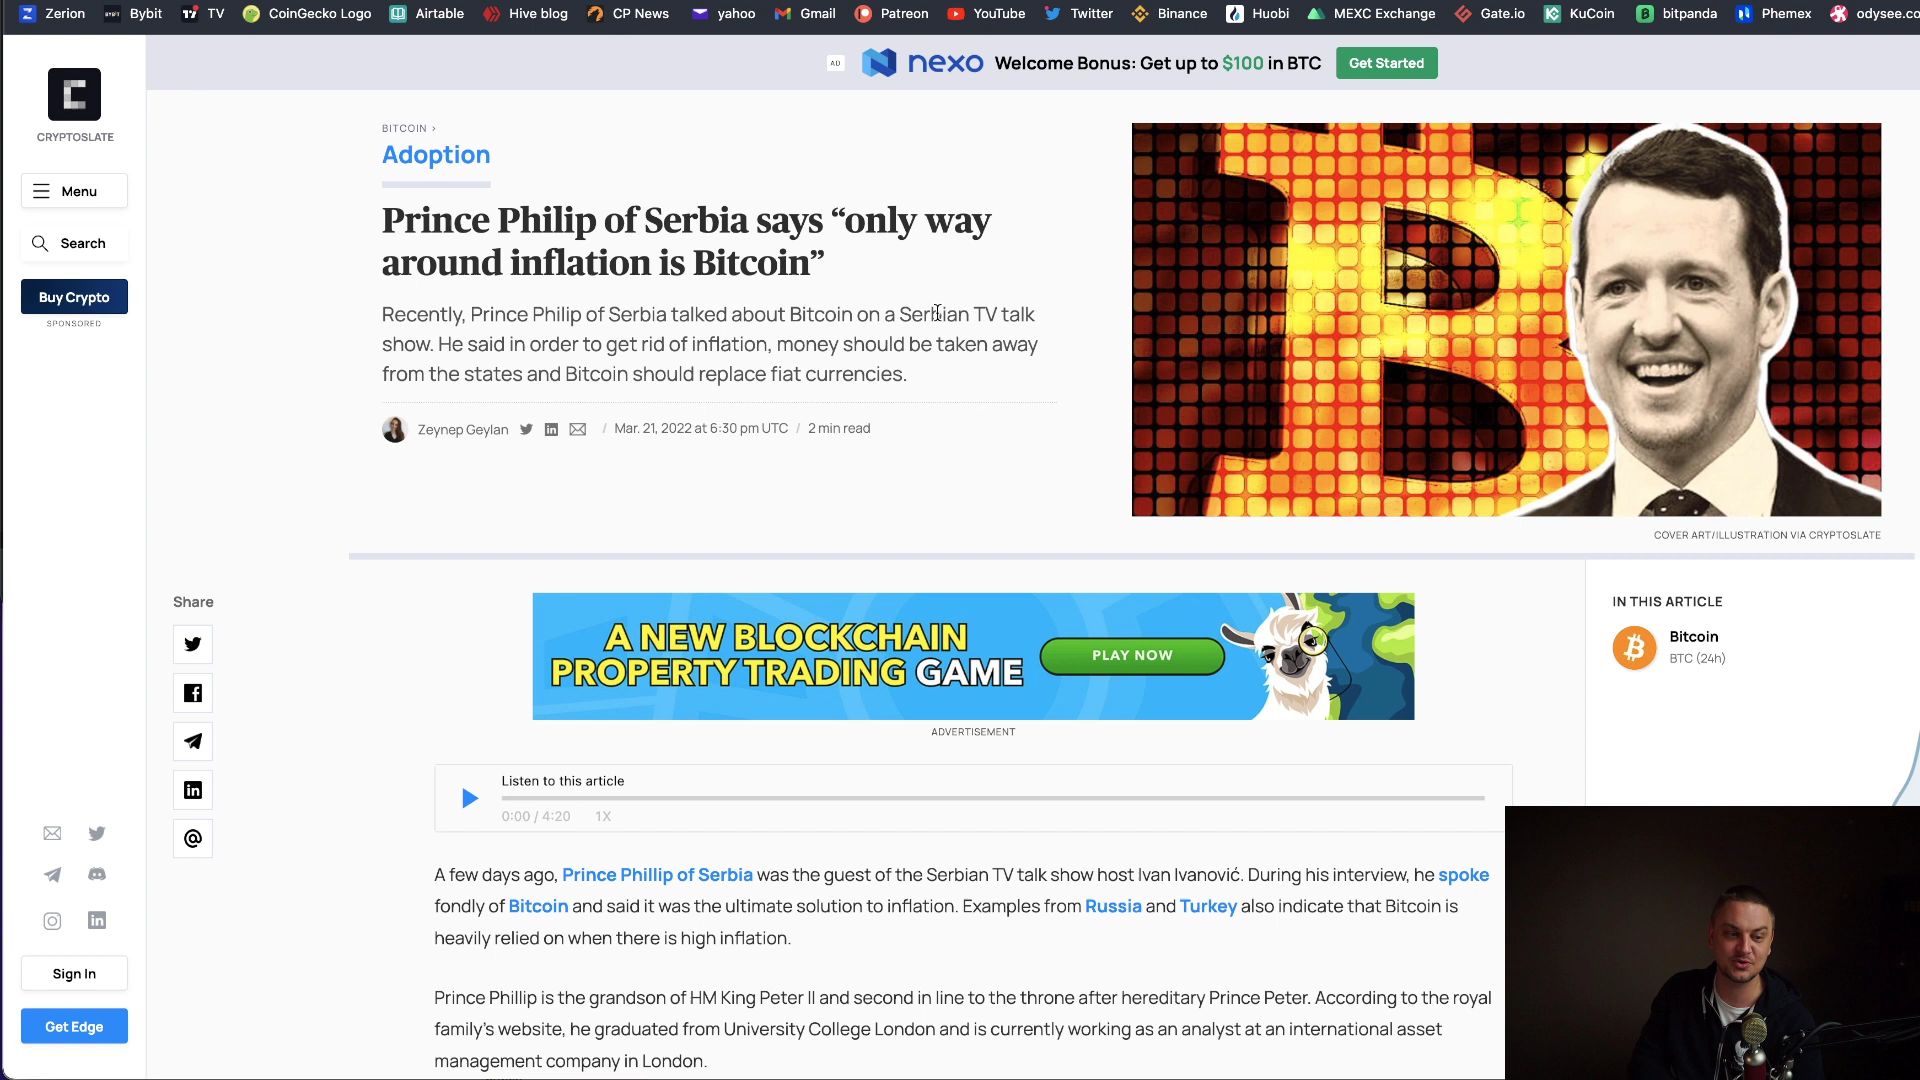 Zerion Bybit TV CoinGecko Logo Airtable Hive blog CP News yahoo Gmail Patreon YouTube Twitter Binance Huobi MEXC Exchange Gate.io KuCoin bitpanda Phemex odysee.co
AD nexo Welcome Bonus: Get up to $100 in BTC Get Started
CRYPTOSLATE
Menu
Search
Buy Crypto
SPONSORED
BITCOIN ›
Adoption
Prince Philip of Serbia says “only way
around inflation is Bitcoin”
Recently, Prince Philip of Serbia talked about Bitcoin on a Serbian TV talk
show. He said in order to get rid of inflation, money should be taken away
from the states and Bitcoin should replace fiat currencies.
Zeynep Geylan / Mar. 21, 2022 at 6:30 pm UTC / 2 min read
COVER ART/ILLUSTRATION VIA CRYPTOSLATE
Share
A NEW BLOCKCHAIN
PROPERTY TRADING GAME
PLAY NOW
ADVERTISEMENT
IN THIS ARTICLE
Bitcoin
BTC (24h)
Listen to this article
0:00 / 4:20 1X
A few days ago, Prince Phillip of Serbia was the guest of the Serbian TV talk show host Ivan Ivanović. During his interview, he spoke
fondly of Bitcoin and said it was the ultimate solution to inflation. Examples from Russia and Turkey also indicate that Bitcoin is
heavily relied on when there is high inflation.
Prince Phillip is the grandson of HM King Peter II and second in line to the throne after hereditary Prince Peter. According to the royal
family’s website, he graduated from University College London and is currently working as an analyst at an international asset
management company in London.
Sign In
Get Edge